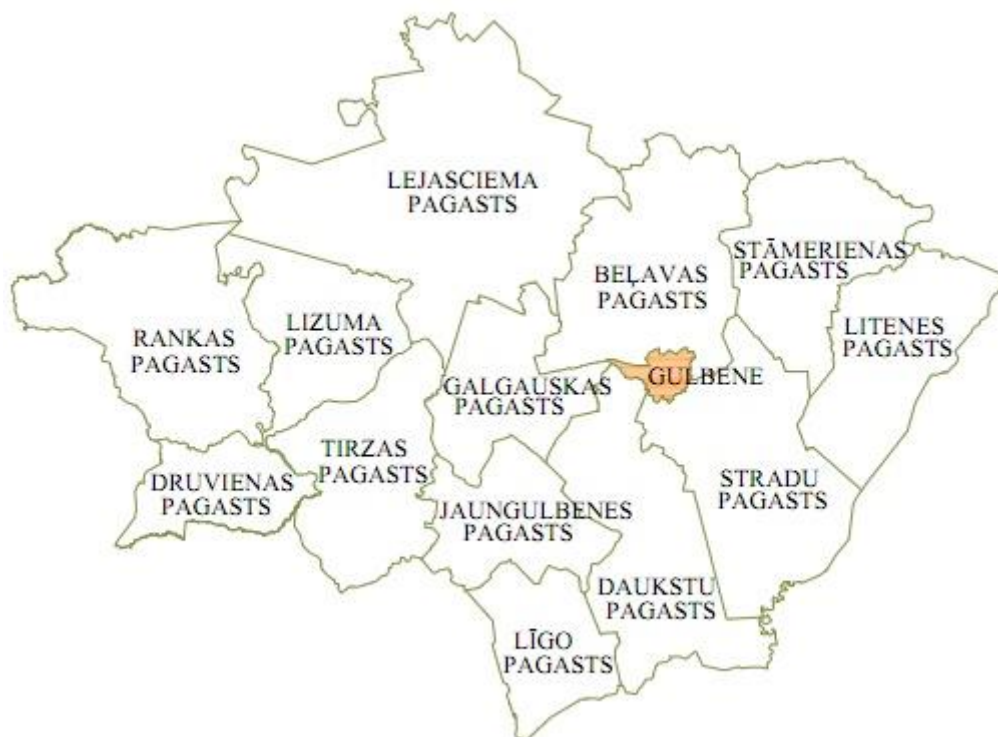 LEJASCIEMA
PAGASTS
STĀMERIENAS
PAGASTS
BEĻAVAS
PAGASTS
LITENES
PAGASTS
RANKAS
PAGASTS
LIZUMA
PAGASTS
GULBENE
GALGAUSKAS
PAGASTS
TIRZAS
PAGASTS
DRUVIENAS
PAGASTS
STRADU
PAGASTS
JAUNGULBENES
PAGASTS
DAUKSTU
PAGASTS
LĪGO
PAGASTS